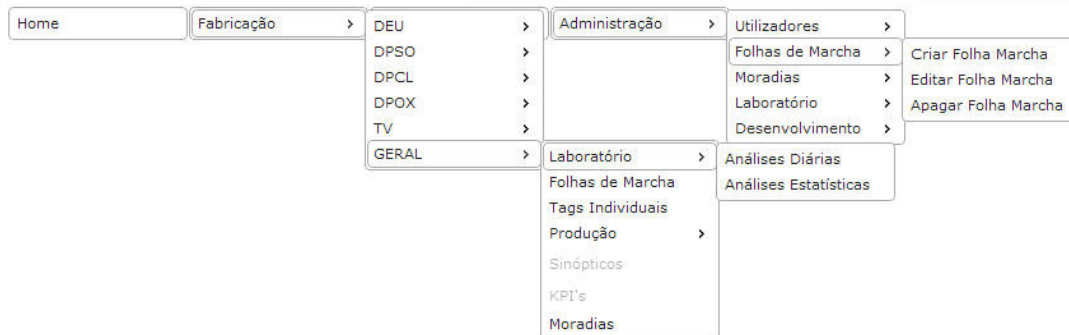 Home
Fabricação
DEU
DPSO
DPCL
DPOX
TV
GERAL
Laboratório
Folhas de Marcha
Tags Individuais
Produção
Sinópticos
KPI's
Moradias
Análises Diárias
Análises Estatísticas
Administração
Utilizadores
Folhas de Marcha
Moradias
Laboratório
Desenvolvimento
Criar Folha Marcha
Editar Folha Marcha
Apagar Folha Marcha